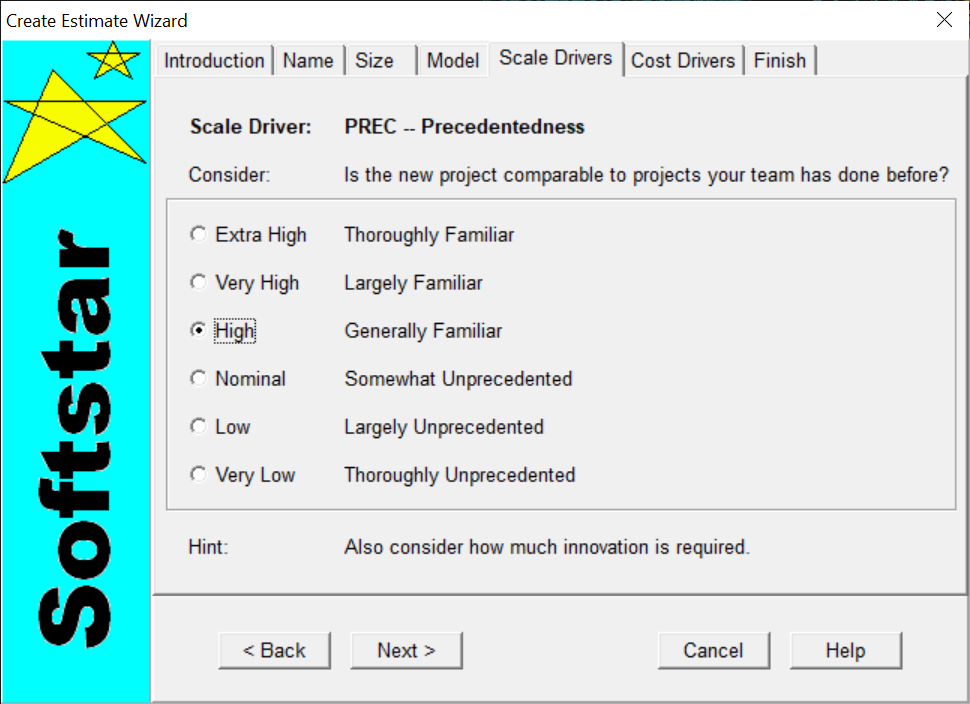 Create Estimate Wizard
Introduction Name Size Model Scale Drivers Cost Drivers Finish
Softstar
Scale Driver: PREC -- Precedentedness
Consider: Is the new project comparable to projects your team has done before?
Extra High Thoroughly Familiar
Very High Largely Familiar
High Generally Familiar
Nominal Somewhat Unprecedented
Low Largely Unprecedented
Very Low Thoroughly Unprecedented
Hint: Also consider how much innovation is required.
< Back Next > Cancel Help